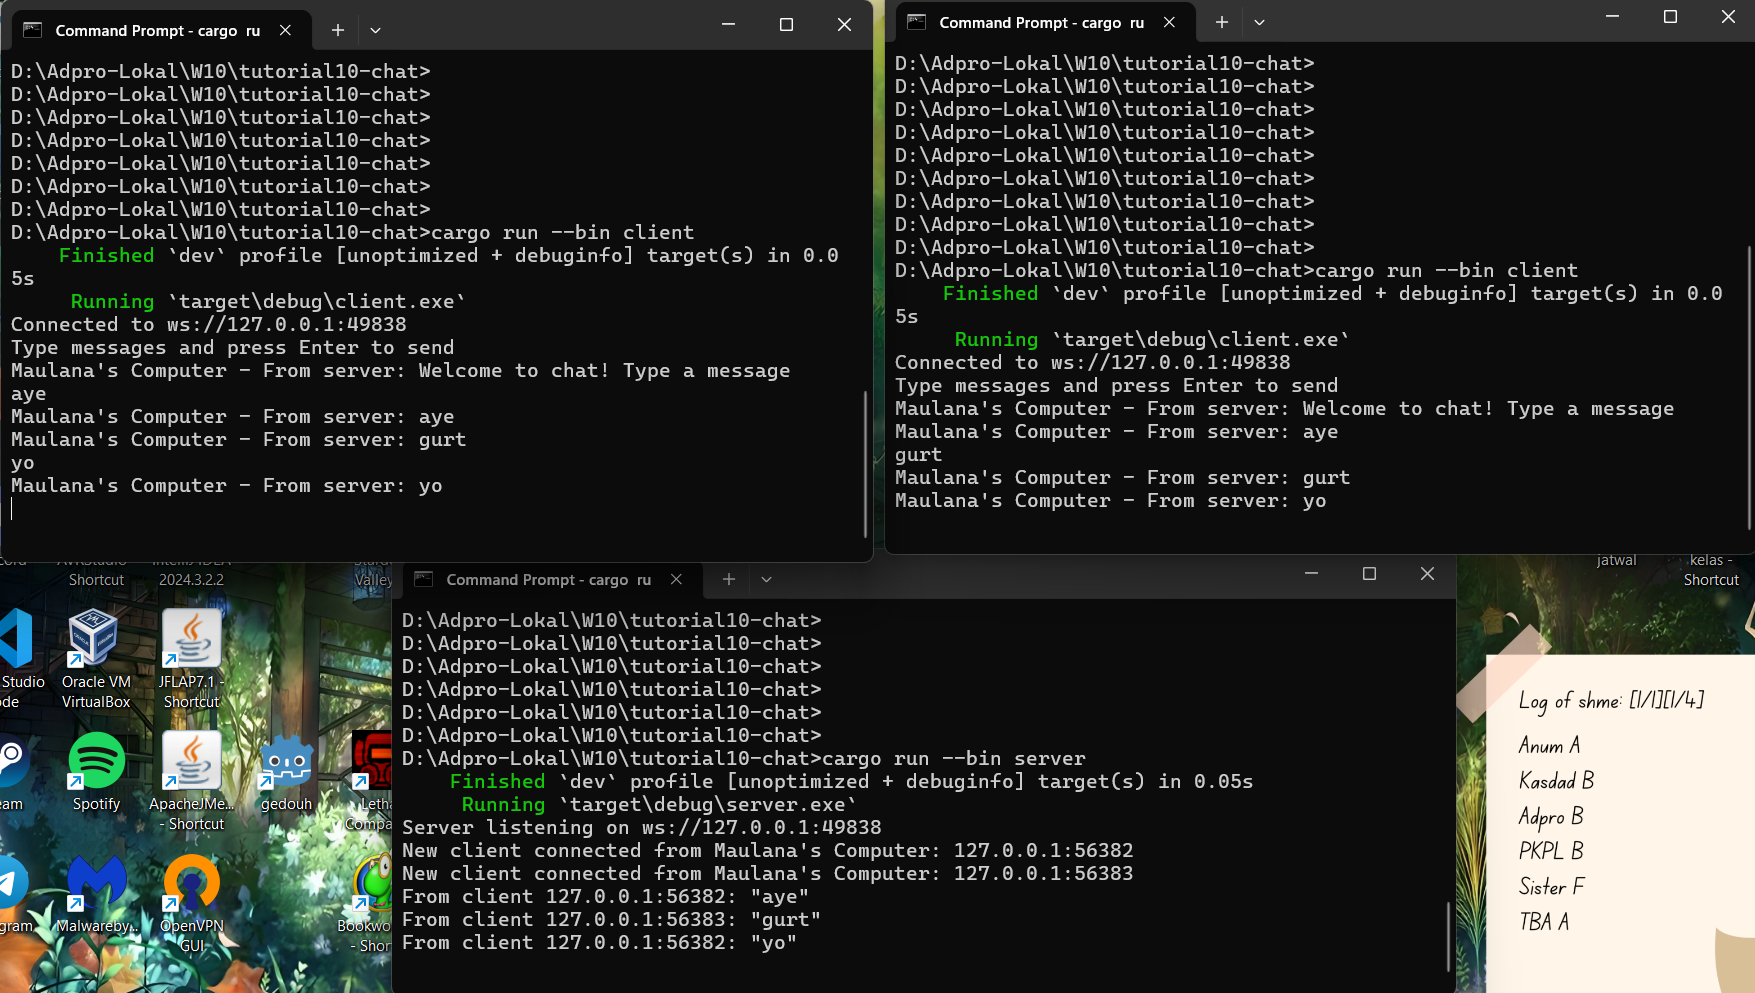 Command Prompt - cargo  ru
D:\Adpro-Lokal\W10\tutorial10-chat>
D:\Adpro-Lokal\W10\tutorial10-chat>
D:\Adpro-Lokal\W10\tutorial10-chat>
D:\Adpro-Lokal\W10\tutorial10-chat>
D:\Adpro-Lokal\W10\tutorial10-chat>
D:\Adpro-Lokal\W10\tutorial10-chat>
D:\Adpro-Lokal\W10\tutorial10-chat>
D:\Adpro-Lokal\W10\tutorial10-chat>cargo run --bin client
Finished `dev` profile [unoptimized + debuginfo] target(s) in 0.0
5s
Running `target\debug\client.exe`
Connected to ws://127.0.0.1:49838
Type messages and press Enter to send
Maulana's Computer - From server: Welcome to chat! Type a message
aye
Maulana's Computer - From server: aye
Maulana's Computer - From server: gurt
yo
Maulana's Computer - From server: yo
Command Prompt - cargo  ru
D:\Adpro-Lokal\W10\tutorial10-chat>
D:\Adpro-Lokal\W10\tutorial10-chat>
D:\Adpro-Lokal\W10\tutorial10-chat>
D:\Adpro-Lokal\W10\tutorial10-chat>
D:\Adpro-Lokal\W10\tutorial10-chat>
D:\Adpro-Lokal\W10\tutorial10-chat>
D:\Adpro-Lokal\W10\tutorial10-chat>
D:\Adpro-Lokal\W10\tutorial10-chat>
D:\Adpro-Lokal\W10\tutorial10-chat>
D:\Adpro-Lokal\W10\tutorial10-chat>cargo run --bin client
Finished `dev` profile [unoptimized + debuginfo] target(s) in 0.0
5s
Running `target\debug\client.exe`
Connected to ws://127.0.0.1:49838
Type messages and press Enter to send
Maulana's Computer - From server: Welcome to chat! Type a message
Maulana's Computer - From server: aye
gurt
Maulana's Computer - From server: gurt
Maulana's Computer - From server: yo
Command Prompt - cargo  ru
D:\Adpro-Lokal\W10\tutorial10-chat>
D:\Adpro-Lokal\W10\tutorial10-chat>
D:\Adpro-Lokal\W10\tutorial10-chat>
D:\Adpro-Lokal\W10\tutorial10-chat>
D:\Adpro-Lokal\W10\tutorial10-chat>
D:\Adpro-Lokal\W10\tutorial10-chat>
D:\Adpro-Lokal\W10\tutorial10-chat>cargo run --bin server
Finished `dev` profile [unoptimized + debuginfo] target(s) in 0.05s
Running `target\debug\server.exe`
Server listening on ws://127.0.0.1:49838
New client connected from Maulana's Computer: 127.0.0.1:56382
New client connected from Maulana's Computer: 127.0.0.1:56383
From client 127.0.0.1:56382: "aye"
From client 127.0.0.1:56383: "gurt"
From client 127.0.0.1:56382: "yo"
Shortcut
2024.3.2.2
Valley
Studio
Oracle VM
VirtualBox
JFLAP7.1 -
Shortcut
Spotify
ApacheJMe...
- Shortcut
gedouh
Malwareby...
OpenVPN
GUI
jatwal
kelas -
Shortcut
Log of shme: [1/1][1/4]
Anum A
Kasdad B
Adpro B
PKPL B
Sister F
TBA A